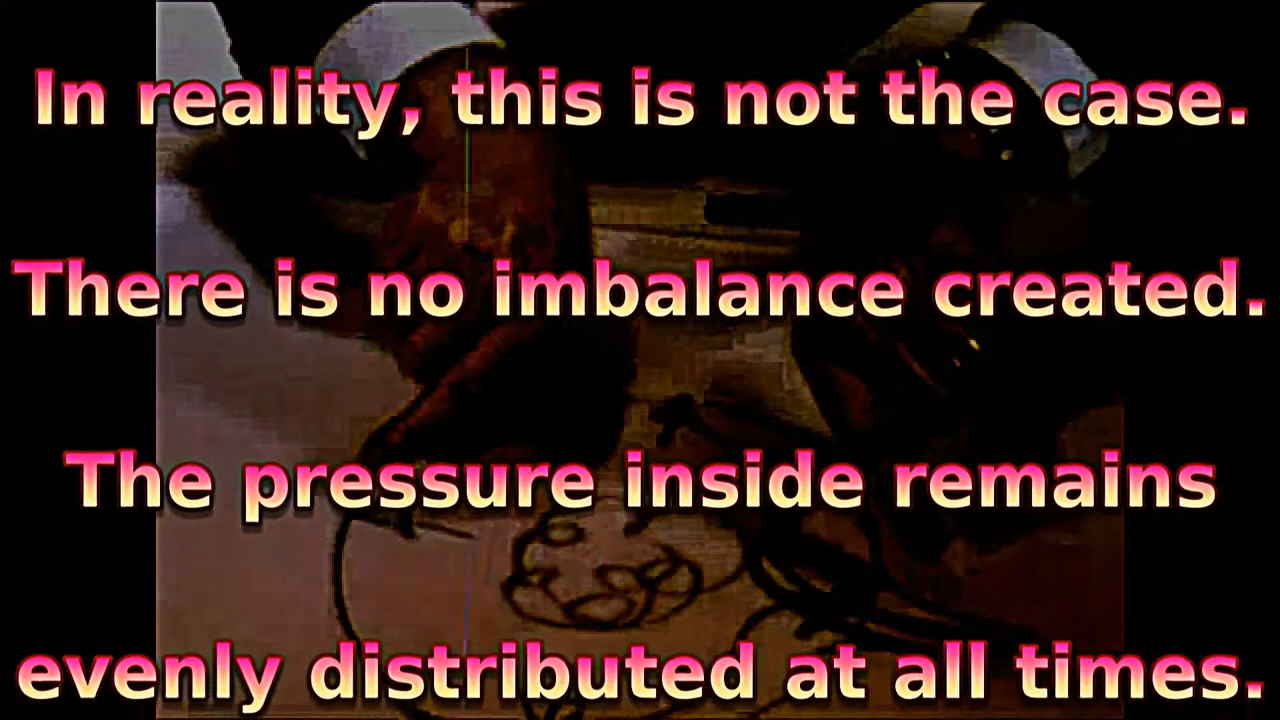 In reality, this is not the case.
There is no imbalance created.
The pressure inside remains
evenly distributed at all times.